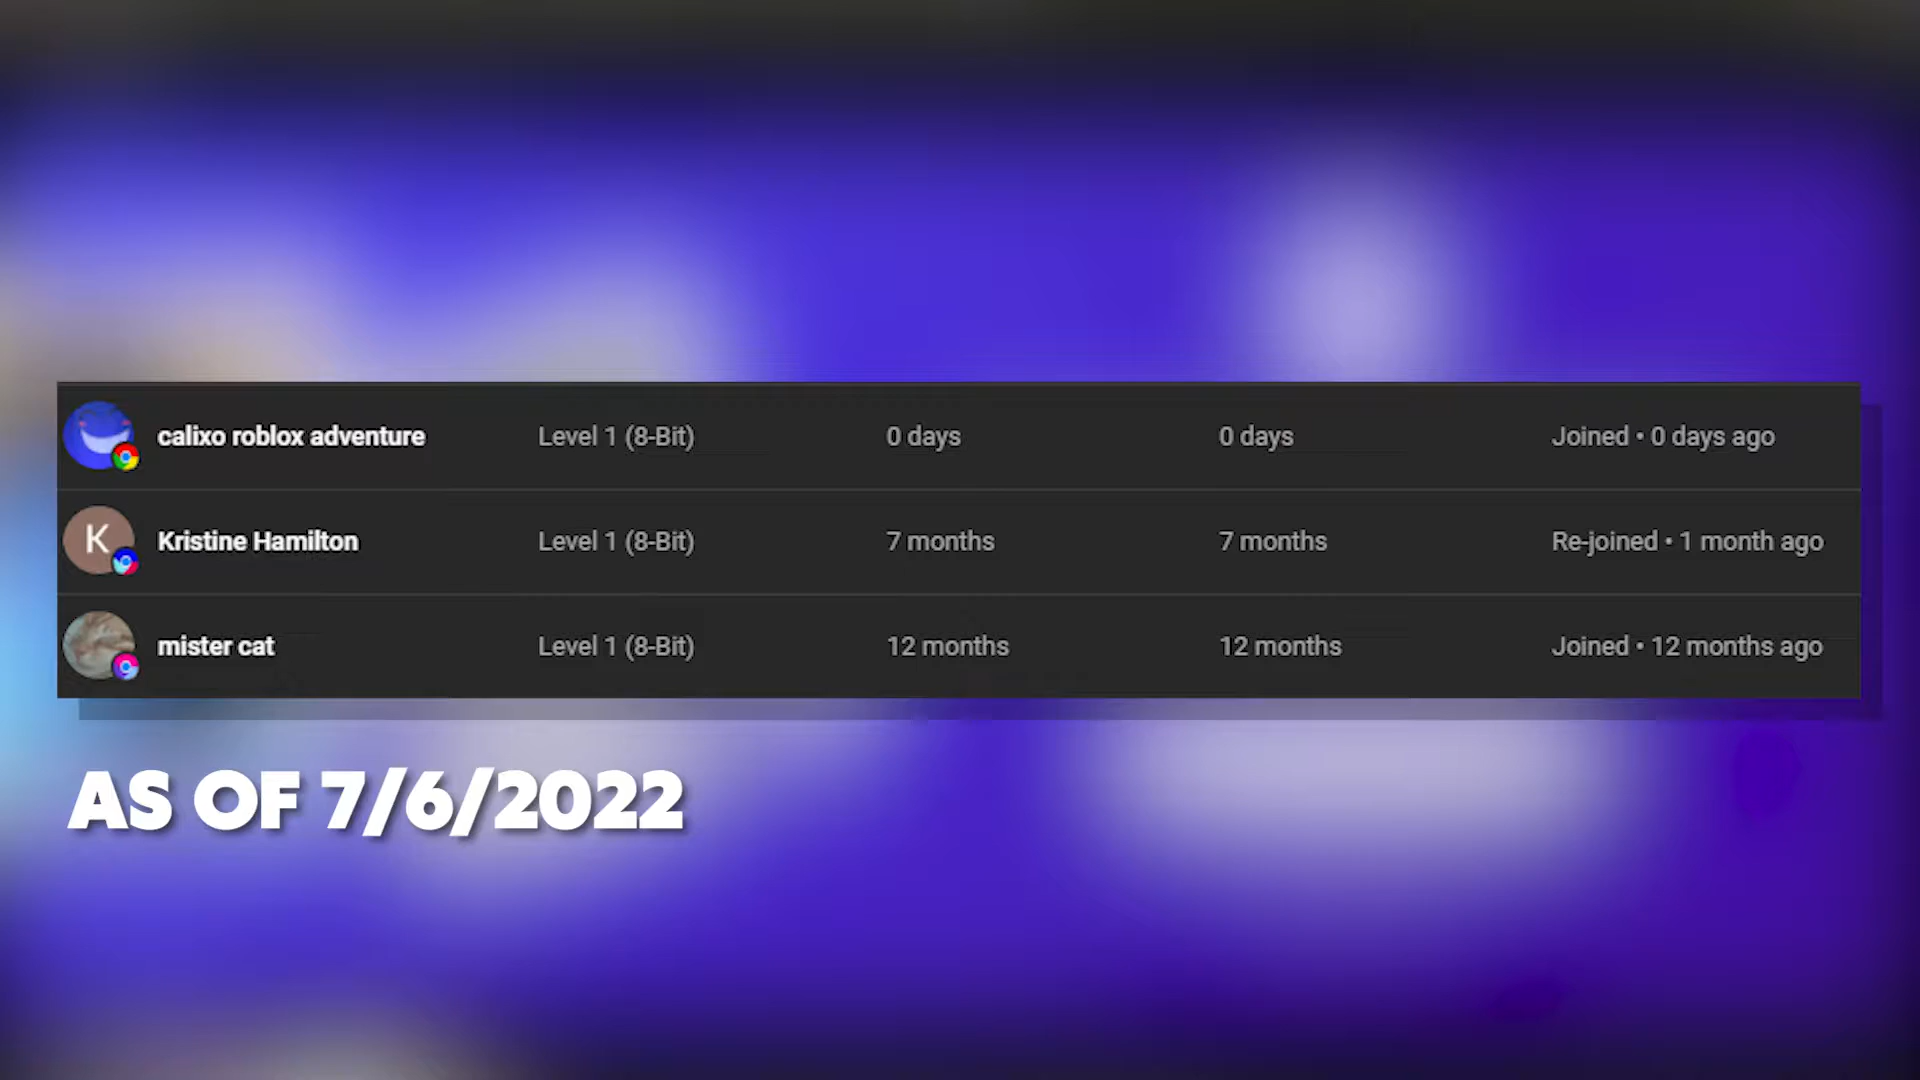 calixo roblox adventure Level 1 (8-Bit) 0 days 0 days Joined • 0 days ago
K Kristine Hamilton Level 1 (8-Bit) 7 months 7 months Re-joined • 1 month ago
mister cat Level 1 (8-Bit) 12 months 12 months Joined • 12 months ago
AS OF 7/6/2022